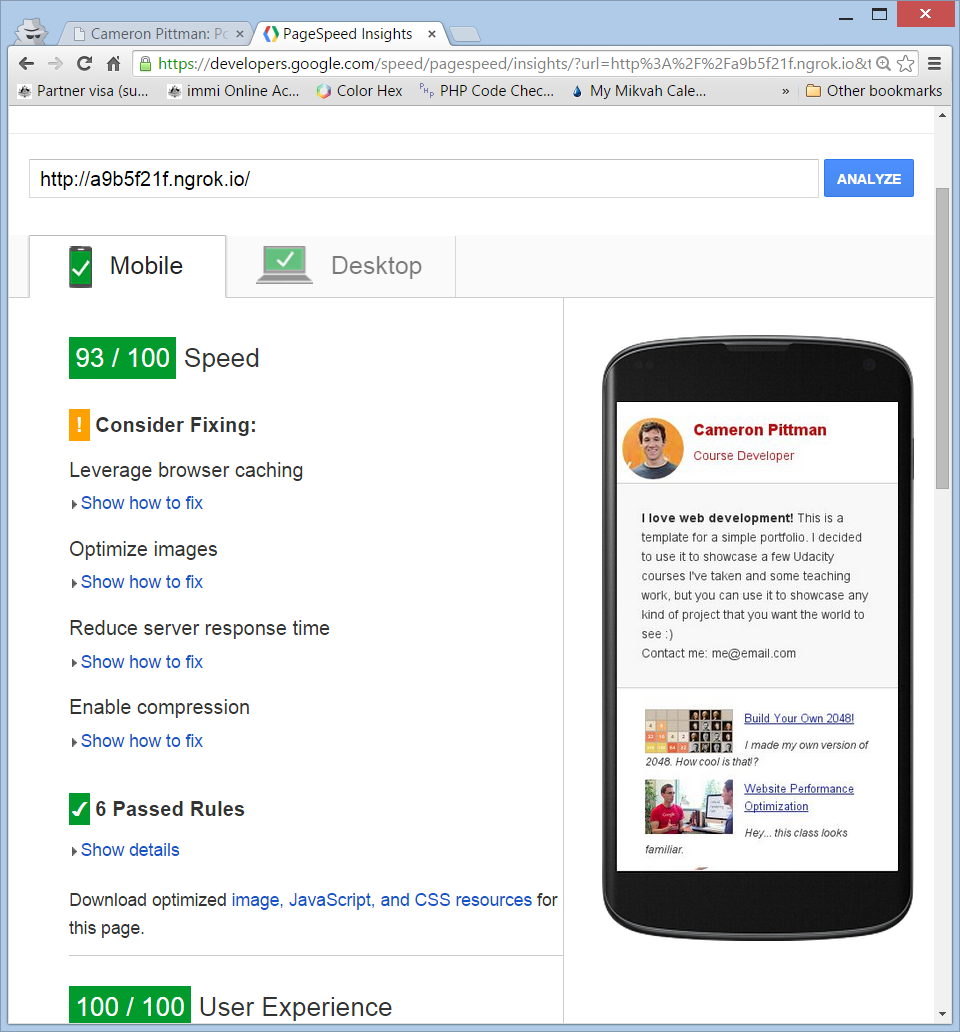 Cameron Pittman: Po
PageSpeed Insights
https://developers.google.com/speed/pagespeed/insights/?url=http%3A%2F%2Fa9b5f21f.ngrok.io&t
Partner visa (su...
immi Online Ac...
Color Hex
PHP Code Chec...
My Mikvah Cale...
»
Other bookmarks
http://a9b5f21f.ngrok.io/
ANALYZE
Mobile
Desktop
93 / 100 Speed
! Consider Fixing:
Leverage browser caching
Show how to fix
Optimize images
Show how to fix
Reduce server response time
Show how to fix
Enable compression
Show how to fix
6 Passed Rules
Show details
Download optimized image, JavaScript, and CSS resources for
this page.
100 / 100 User Experience
Cameron Pittman
Course Developer
I love web development! This is a
template for a simple portfolio. I decided
to use it to showcase a few Udacity
courses I've taken and some teaching
work, but you can use it to showcase any
kind of project that you want the world to
see :)
Contact me: me@email.com
Build Your Own 2048!
I made my own version of
2048. How cool is that!?
Website Performance
Optimization
Hey... this class looks
familiar.